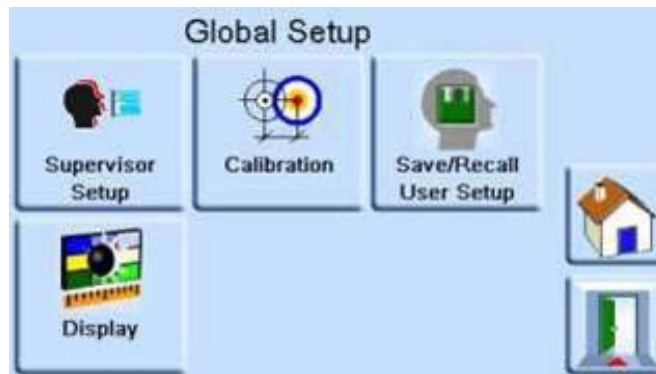 Global Setup
Supervisor
Setup
Calibration
Save/Recall
User Setup
Display